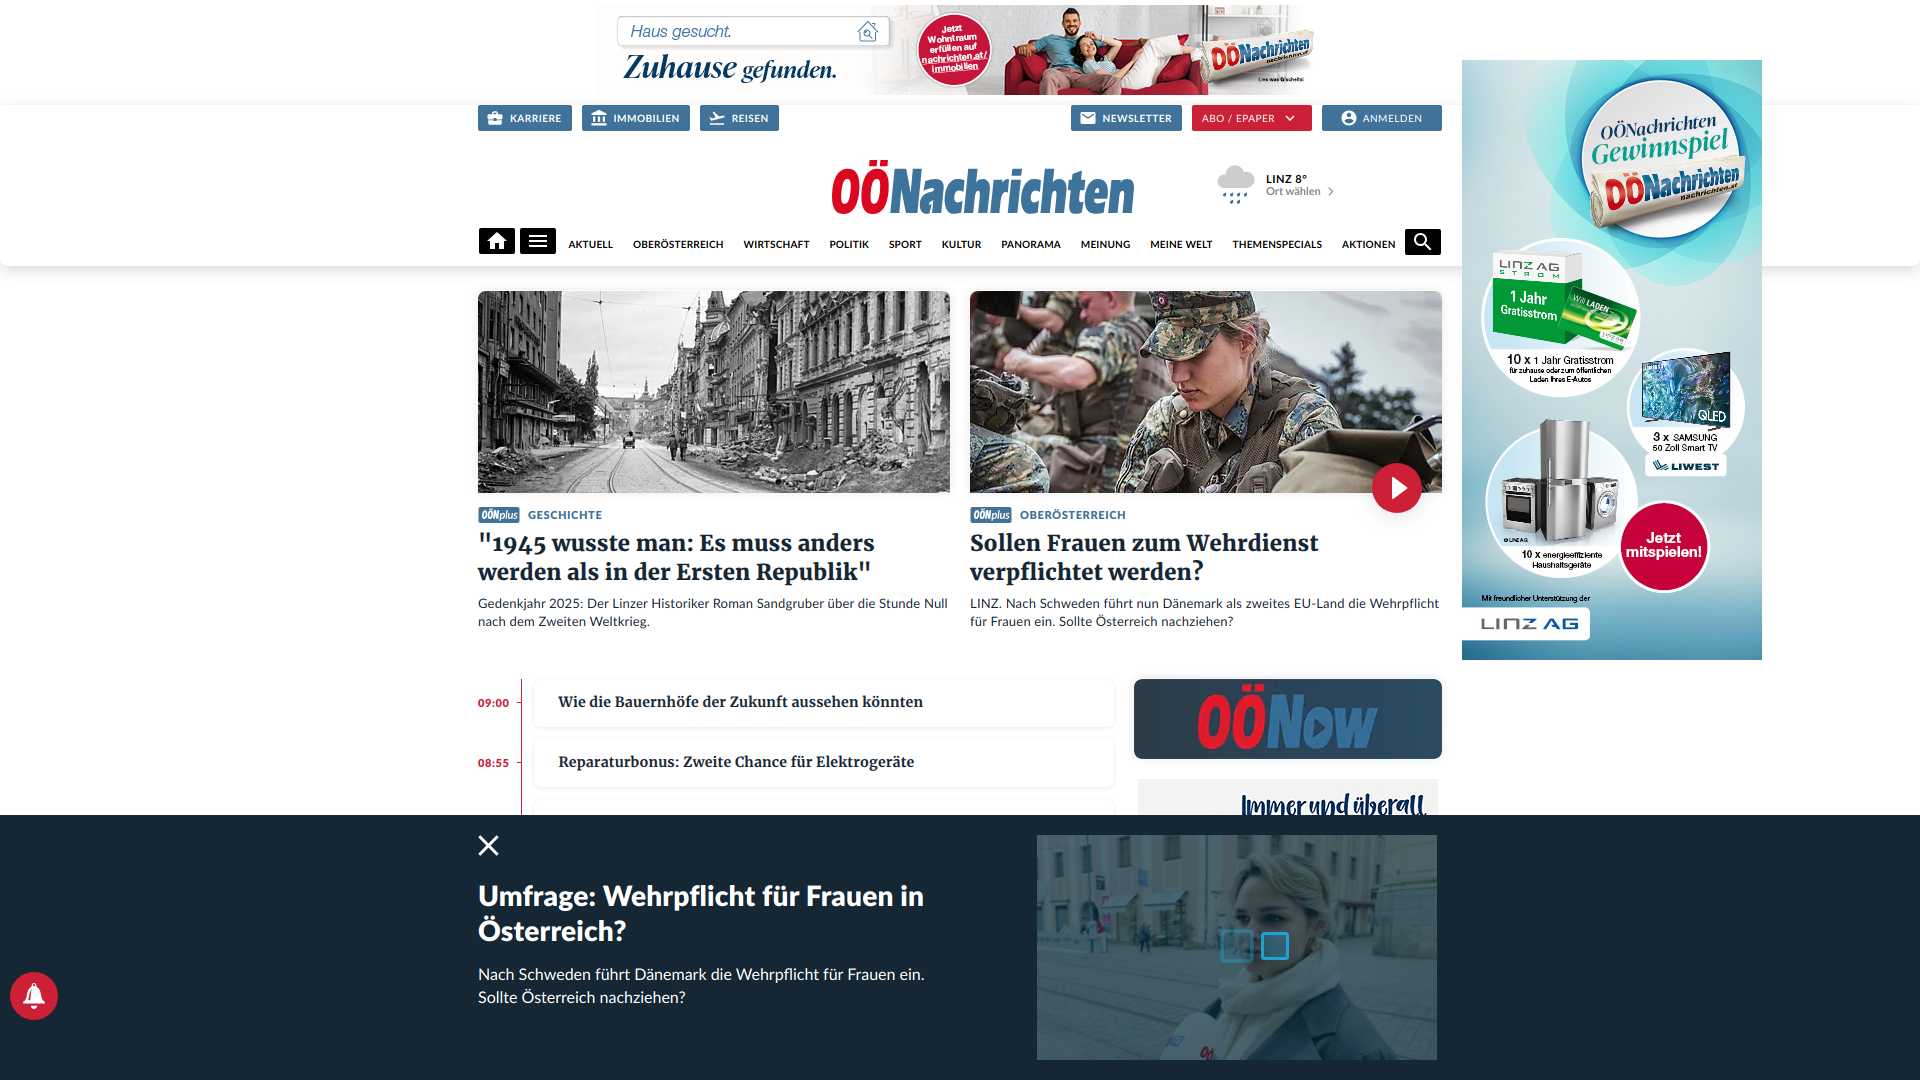 Haus gesucht.
Zuhause gefunden.
Jetzt
Wohntraum
erfüllen auf
nachrichten.at/
immobilien
OÖNachrichten
nachrichten.at
Lies was G'scheits!
KARRIERE
IMMOBILIEN
REISEN
NEWSLETTER
ABO / EPAPER
ANMELDEN
OÖNachrichten
LINZ 8°
Ort wählen
AKTUELL
OBERÖSTERREICH
WIRTSCHAFT
POLITIK
SPORT
KULTUR
PANORAMA
MEINUNG
MEINE WELT
THEMENSPECIALS
AKTIONEN
OÖNplus GESCHICHTE
"1945 wusste man: Es muss anders
werden als in der Ersten Republik"
Gedenkjahr 2025: Der Linzer Historiker Roman Sandgruber über die Stunde Null
nach dem Zweiten Weltkrieg.
OÖNplus OBERÖSTERREICH
Sollen Frauen zum Wehrdienst
verpflichtet werden?
LINZ. Nach Schweden führt nun Dänemark als zweites EU-Land die Wehrpflicht
für Frauen ein. Sollte Österreich nachziehen?
OÖNachrichten
Gewinnspiel
OÖNachrichten
nachrichten.at
LINZ AG
STROM
1 Jahr
Gratisstrom
Will LADEN
10 x 1 Jahr Gratisstrom
für zuhause oder zum öffentlichen
Laden Ihres E-Autos
QLED
3 x SAMSUNG
50 Zoll Smart TV
LIWEST
© LINZ AG
10 x energieeffiziente
Haushaltsgeräte
Jetzt
mitspielen!
Mit freundlicher Unterstützung der
LINZ AG
09:00
Wie die Bauernhöfe der Zukunft aussehen könnten
08:55
Reparaturbonus: Zweite Chance für Elektrogeräte
OÖNow
Immer und überall
Umfrage: Wehrpflicht für Frauen in
Österreich?
Nach Schweden führt Dänemark die Wehrpflicht für Frauen ein.
Sollte Österreich nachziehen?